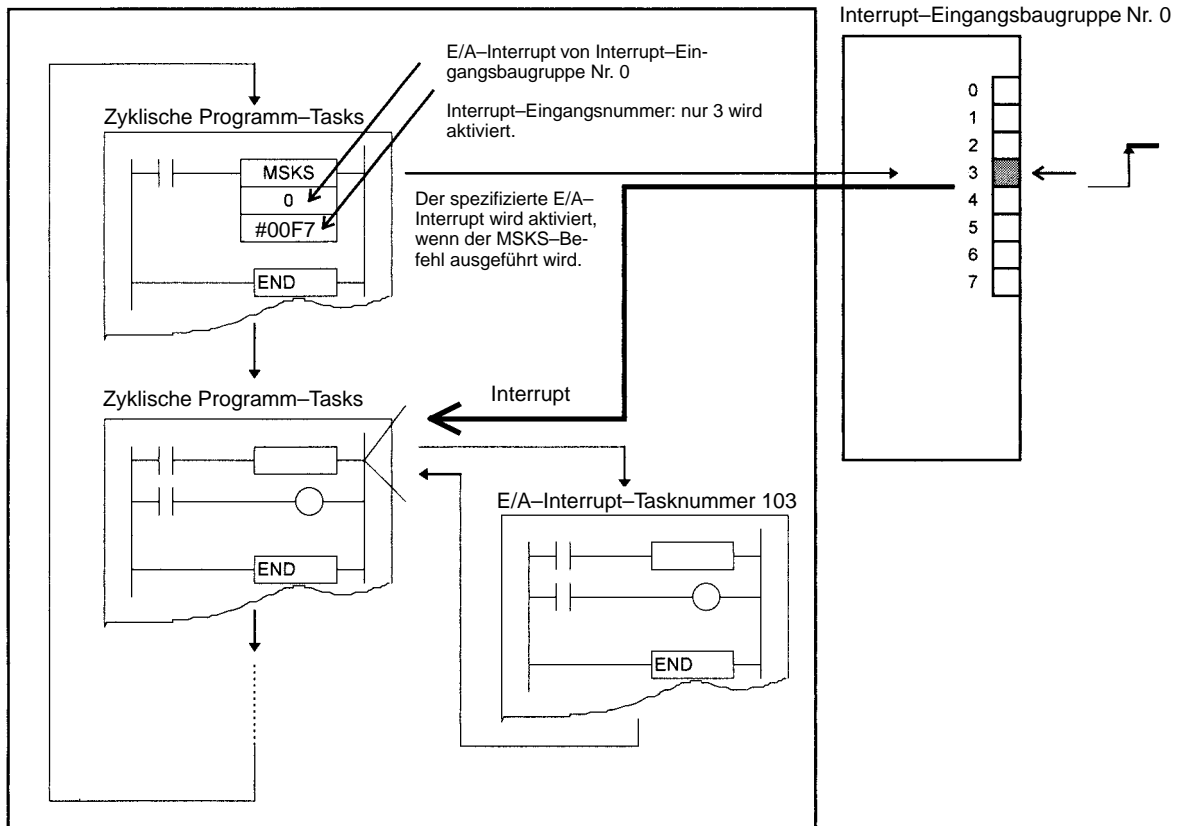 Interrupt–Eingangsbaugruppe Nr. 0
E/A–Interrupt von Interrupt–Ein-
gangsbaugruppe Nr. 0
Interrupt–Eingangsnummer: nur 3 wird
aktiviert.
Zyklische Programm–Tasks
MSKS
0
#00F7
END
Der spezifizierte E/A–
Interrupt wird aktiviert,
wenn der MSKS–Be-
fehl ausgeführt wird.
0
1
2
3
4
5
6
7
Zyklische Programm–Tasks
Interrupt
END
E/A–Interrupt–Tasknummer 103
END